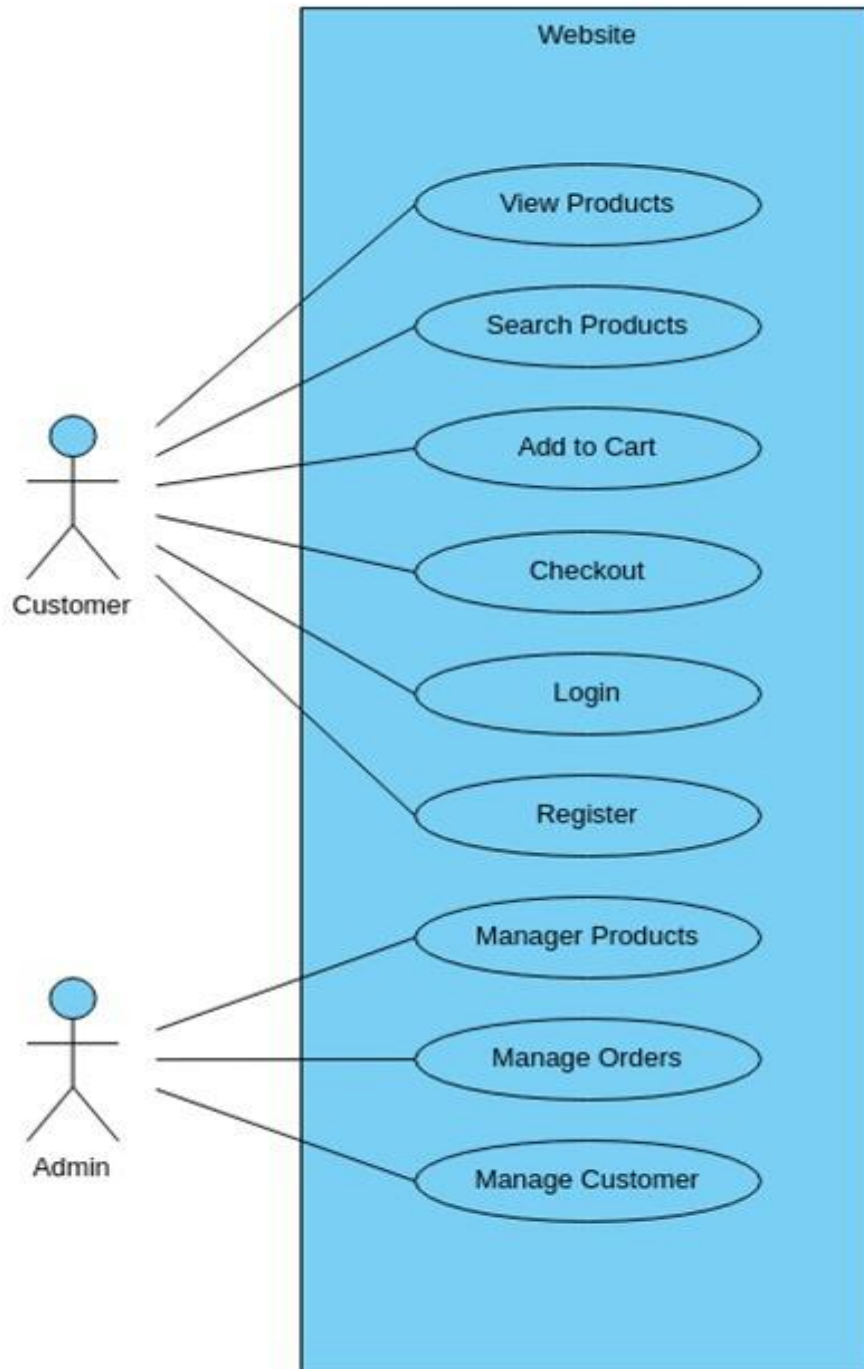 Website
View Products
Search Products
Add to Cart
Checkout
Customer
Login
Register
Manager Products
Manage Orders
Admin
Manage Customer